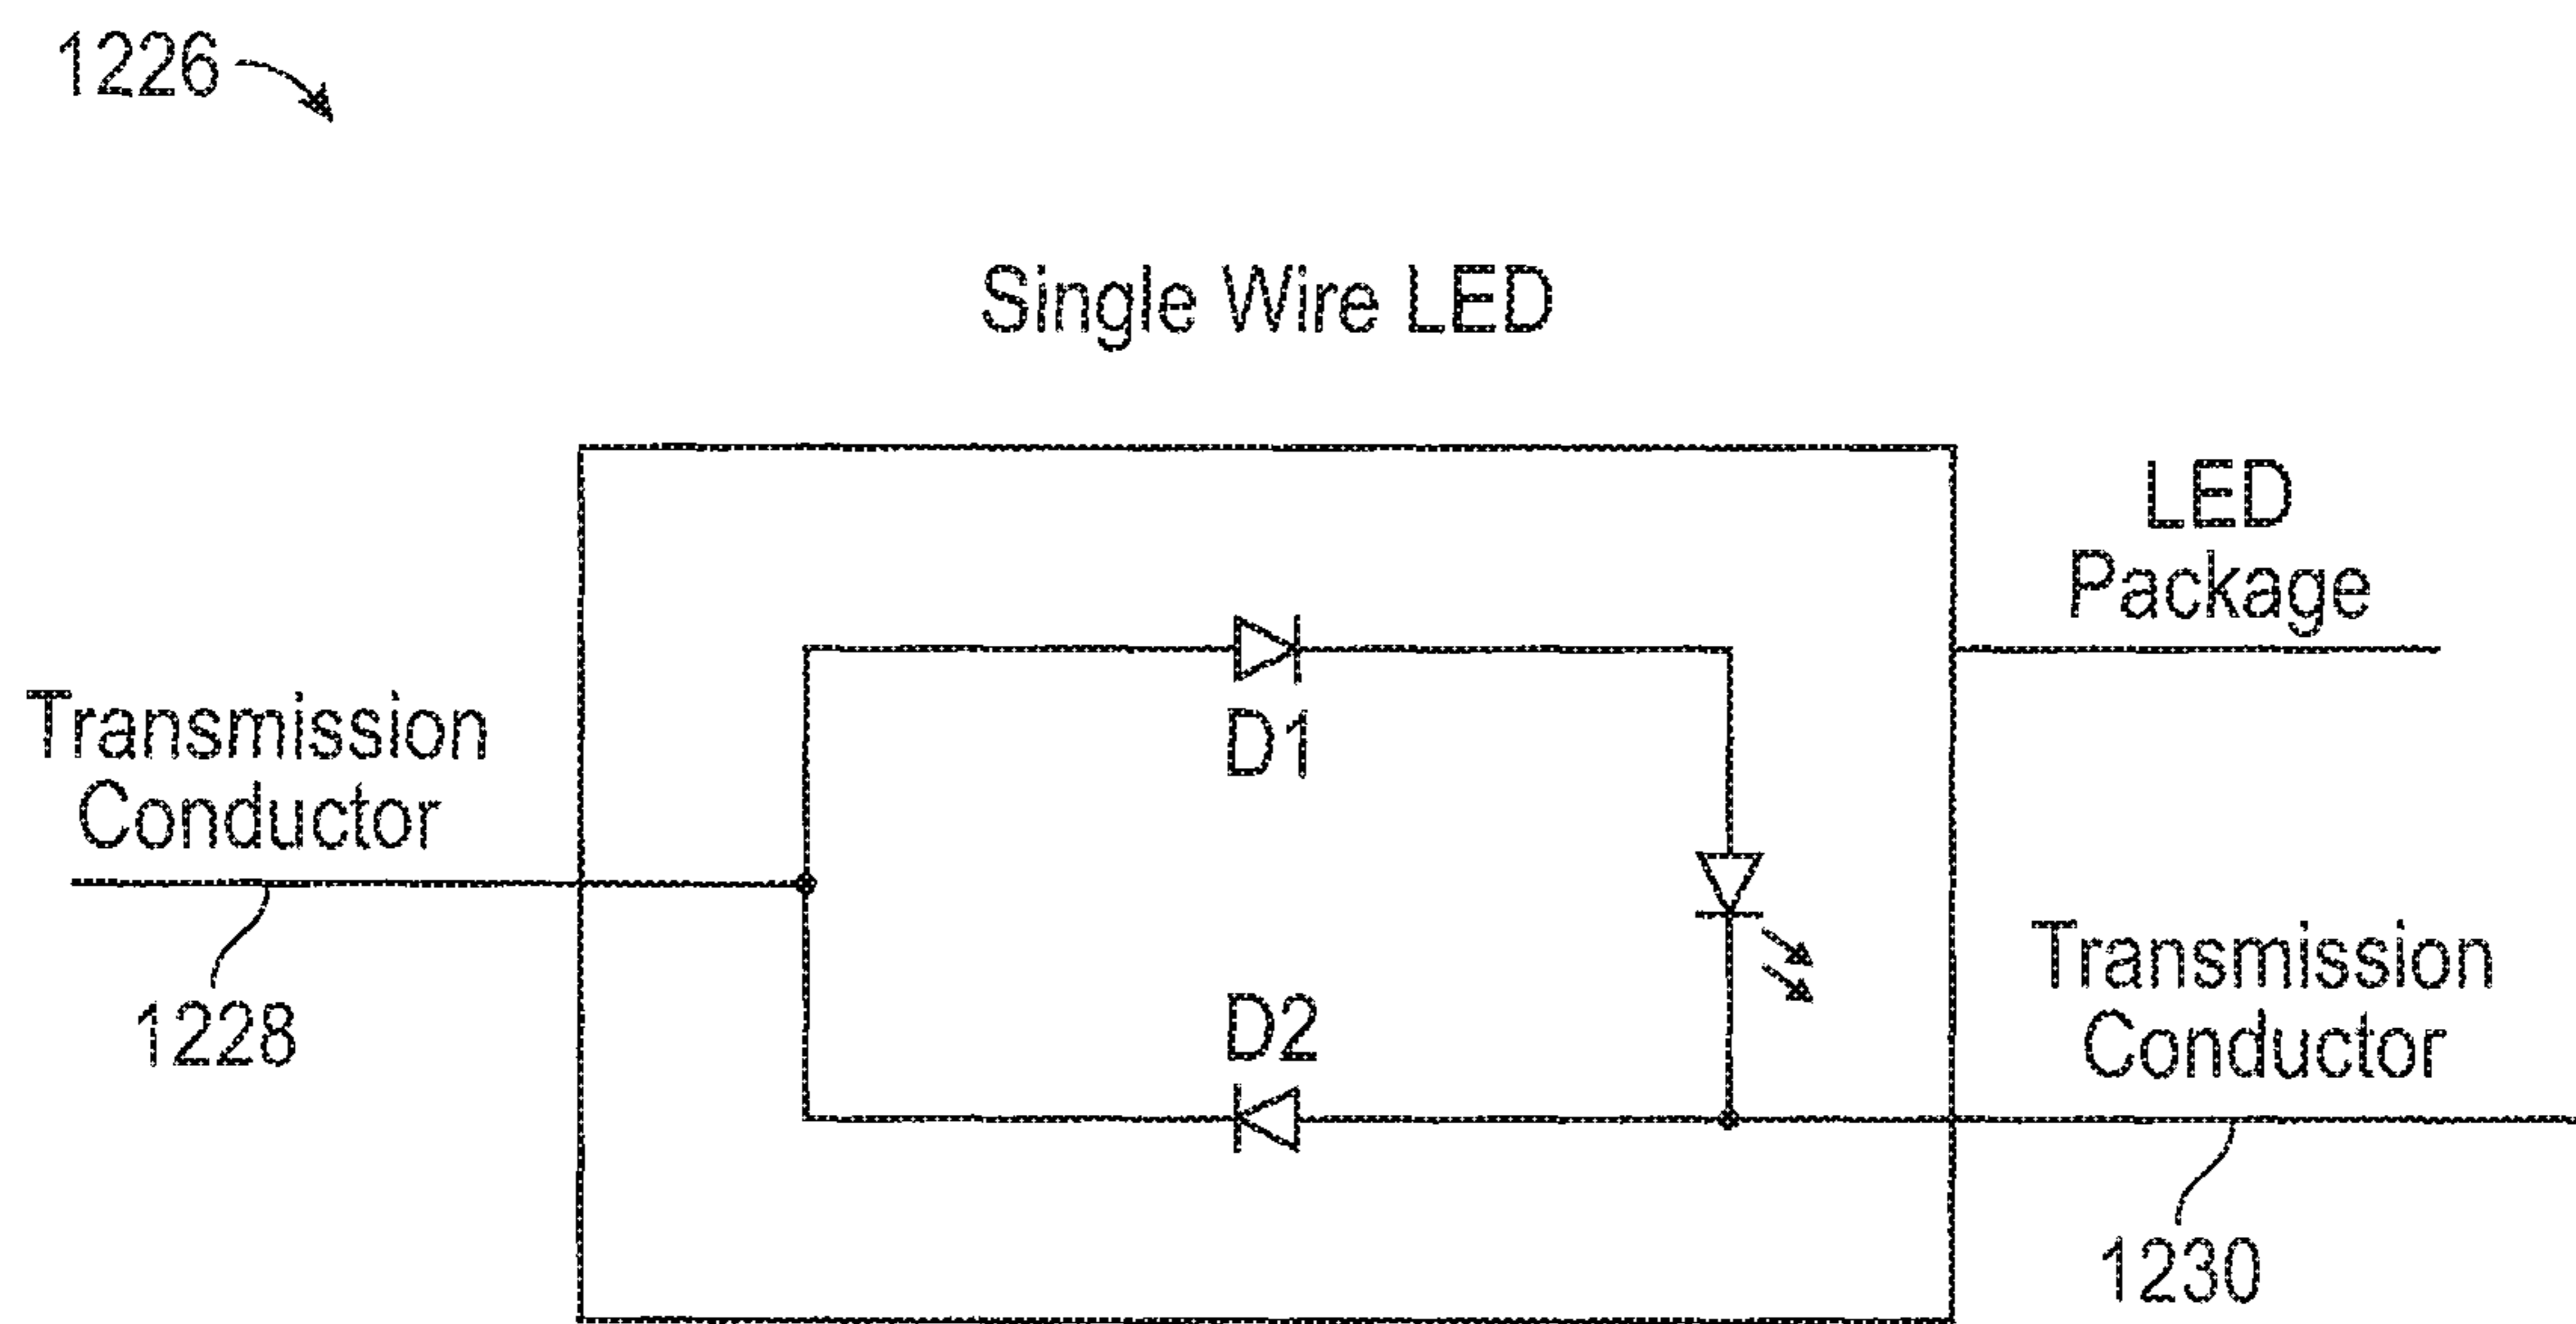 1226
Single Wire LED
LED
Package
Transmission
Conductor
D1
1228
D2
Transmission
Conductor
1230